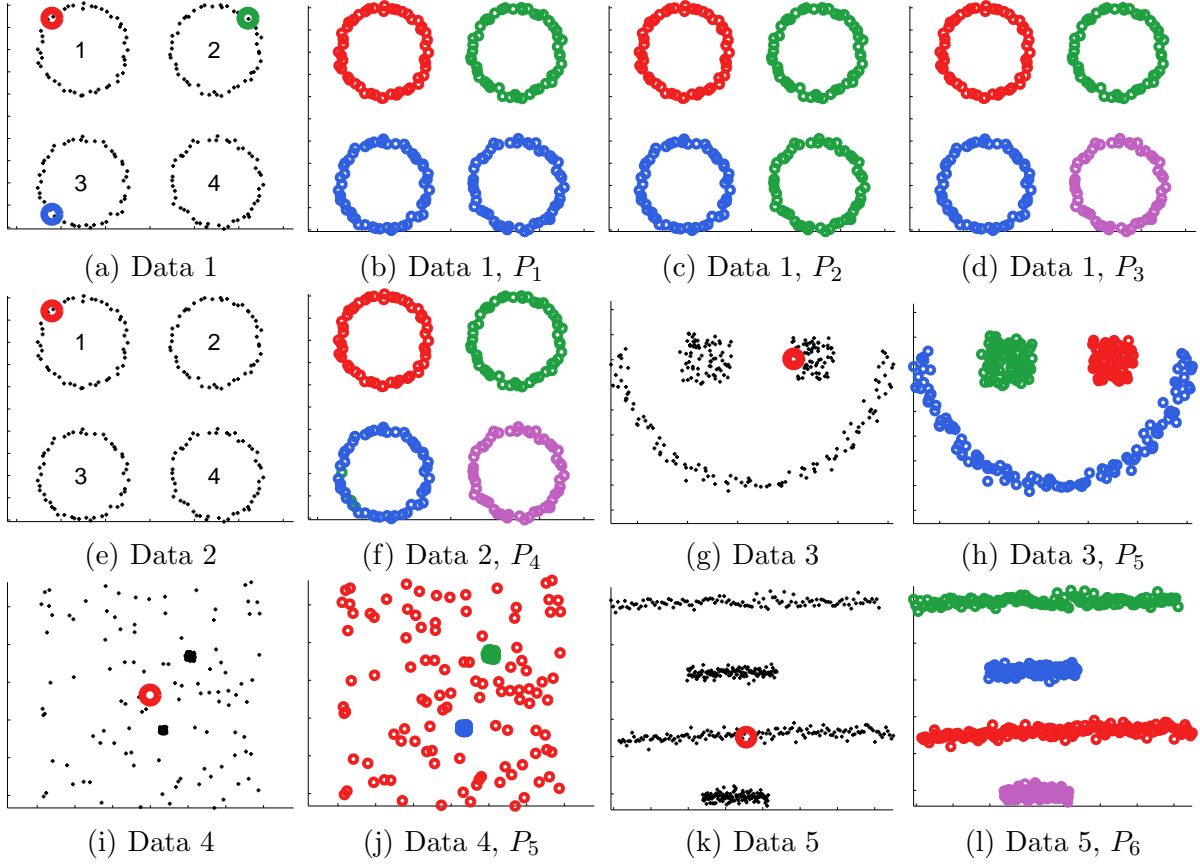 1 2
3 4
(a) Data 1 (b) Data 1, P₁ (c) Data 1, P₂ (d) Data 1, P₃
1 2
3 4
(e) Data 2 (f) Data 2, P₄ (g) Data 3 (h) Data 3, P₅
(i) Data 4 (j) Data 4, P₅ (k) Data 5 (l) Data 5, P₆